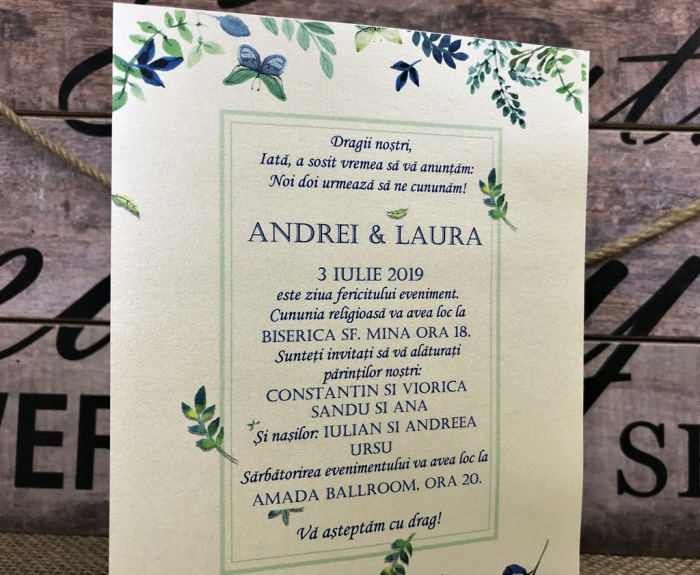 Dragii noștri,
Iată, a sosit vremea să vă anunțăm:
Noi doi urmează să ne cununăm!
ANDREI & LAURA
3 IULIE 2019
este ziua fericitului eveniment.
Cununia religioasă va avea loc la
BISERICA SF. MINA ORA 18.
Sunteți invitați să vă alăturați
părinților noștri:
CONSTANTIN SI VIORICA
SANDU SI ANA
Și nașilor: IULIAN SI ANDREEA
URSU
Sărbătorirea evenimentului va avea loc la
AMADA BALLROOM, ORA 20.
Vă așteptăm cu drag!